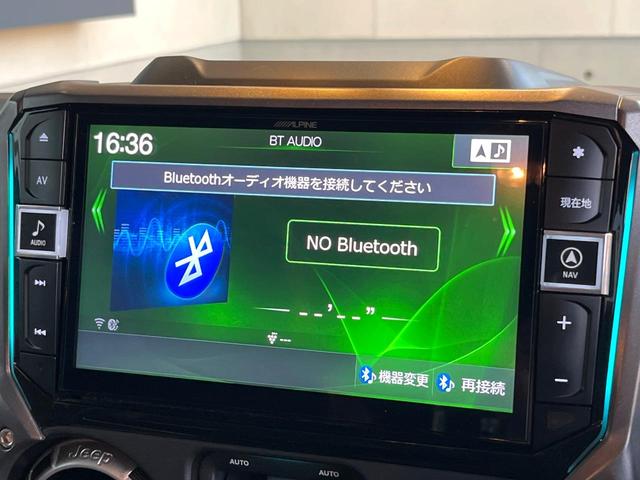 ALPINE
16:36
BT AUDIO
Bluetoothオーディオ機器を接続してください
NO Bluetooth
--'--"
---
機器変更
再接続
AV
AUDIO
現在地
NAV
+
-
Jeep
AUTO
AUTO